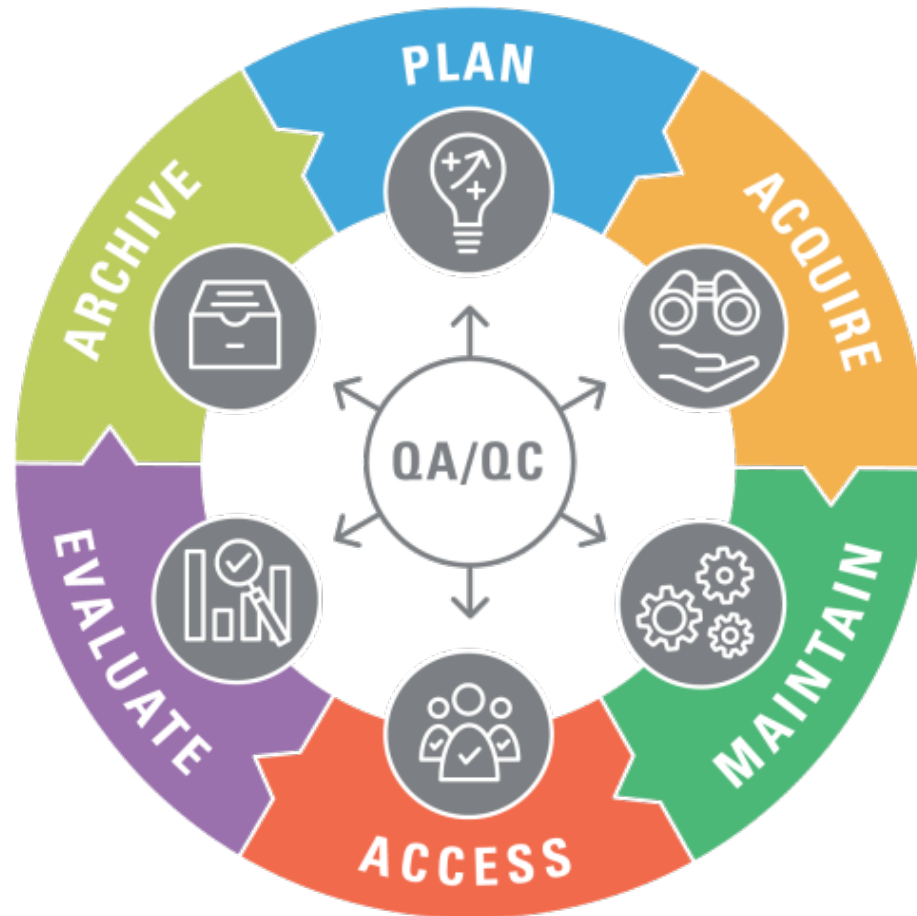 PLAN
ACQUIRE
MAINTAIN
ACCESS
EVALUATE
ARCHIVE
QA/QC